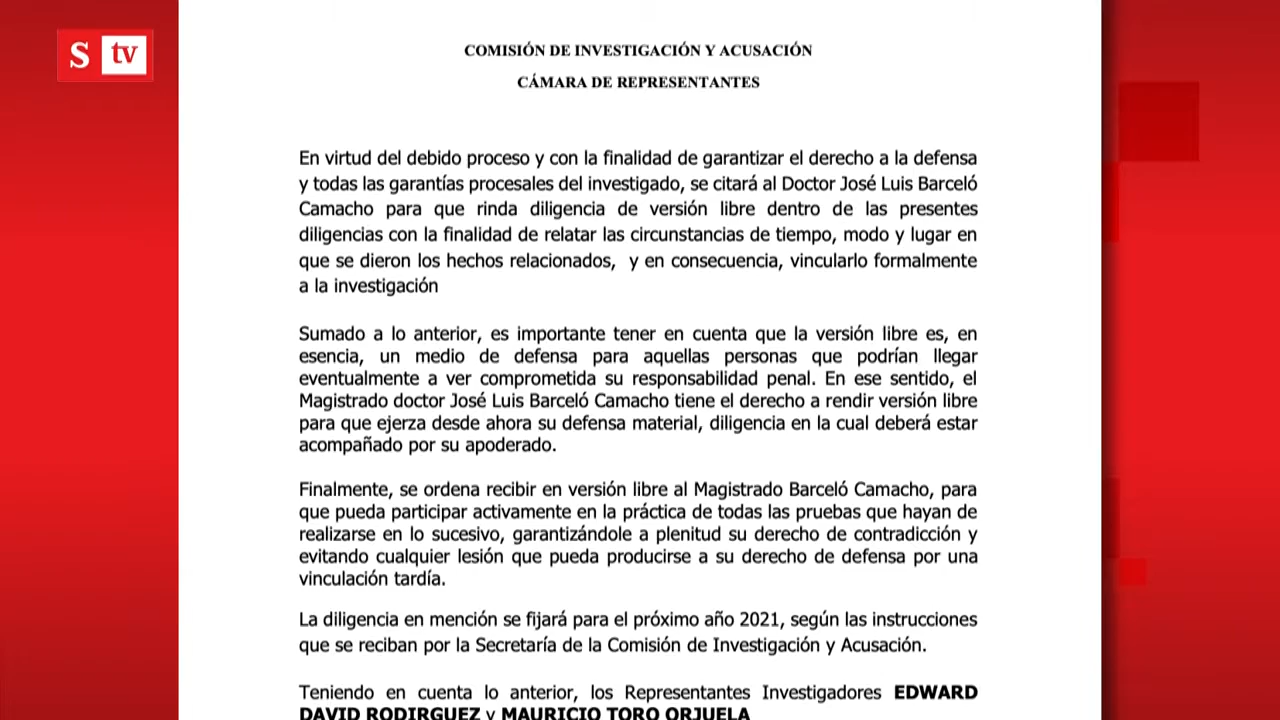 S tv
COMISIÓN DE INVESTIGACIÓN Y ACUSACIÓN
CÁMARA DE REPRESENTANTES
En virtud del debido proceso y con la finalidad de garantizar el derecho a la defensa
y todas las garantías procesales del investigado, se citará al Doctor José Luis Barceló
Camacho para que rinda diligencia de versión libre dentro de las presentes
diligencias con la finalidad de relatar las circunstancias de tiempo, modo y lugar en
que se dieron los hechos relacionados, y en consecuencia, vincularlo formalmente
a la investigación
Sumado a lo anterior, es importante tener en cuenta que la versión libre es, en
esencia, un medio de defensa para aquellas personas que podrían llegar
eventualmente a ver comprometida su responsabilidad penal. En ese sentido, el
Magistrado doctor José Luis Barceló Camacho tiene el derecho a rendir versión libre
para que ejerza desde ahora su defensa material, diligencia en la cual deberá estar
acompañado por su apoderado.
Finalmente, se ordena recibir en versión libre al Magistrado Barceló Camacho, para
que pueda participar activamente en la práctica de todas las pruebas que hayan de
realizarse en lo sucesivo, garantizándole a plenitud su derecho de contradicción y
evitando cualquier lesión que pueda producirse a su derecho de defensa por una
vinculación tardía.
La diligencia en mención se fijará para el próximo año 2021, según las instrucciones
que se reciban por la Secretaría de la Comisión de Investigación y Acusación.
Teniendo en cuenta lo anterior, los Representantes Investigadores EDWARD
DAVID RODIRGUEZ y MAURICIO TORO ORJUELA